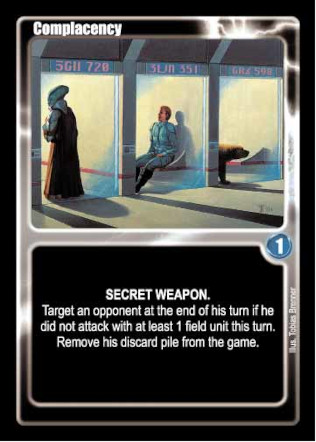 Complacency
5GH 720
3LJA 351
GRA 598
1
SECRET WEAPON.
Target an opponent at the end of his turn if he
did not attack with at least 1 field unit this turn.
Remove his discard pile from the game.
Illus. Tobias Brenner